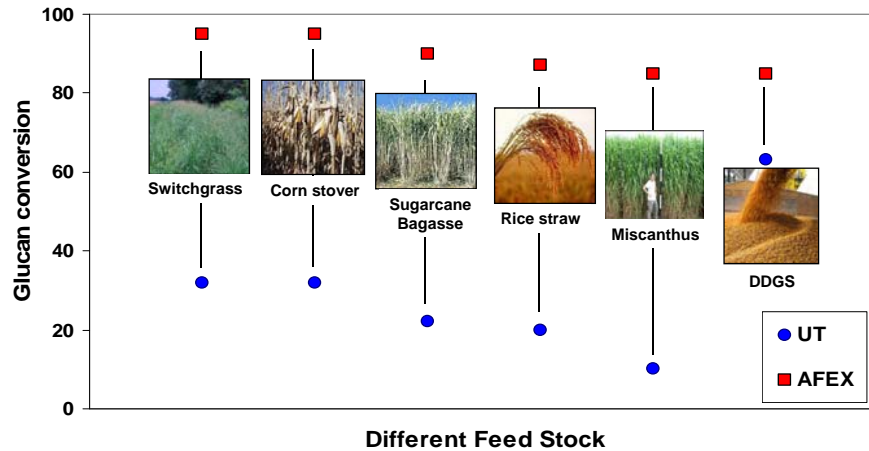 100
80
60
40
20
0
Glucan conversion
Switchgrass
Corn stover
Sugarcane
Bagasse
Rice straw
Miscanthus
DDGS
UT
AFEX
Different Feed Stock